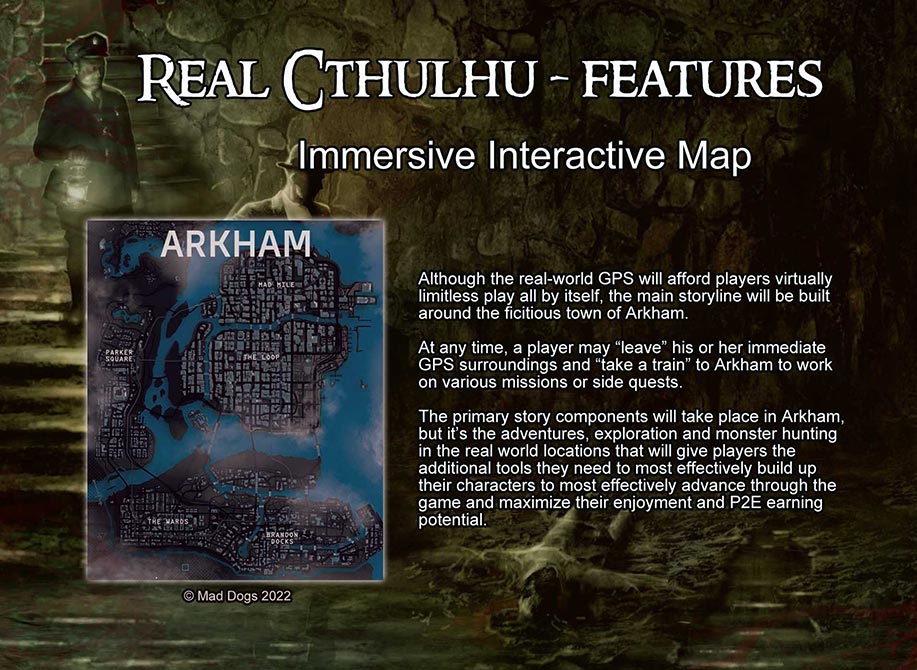 REAL CTHULHU - FEATURES
Immersive Interactive Map
ARKHAM
MAD MILE
THE LOOP
PARKER
SQUARE
THE WARDS
BRANDON
DOCKS
© Mad Dogs 2022
Although the real-world GPS will afford players virtually
limitless play all by itself, the main storyline will be built
around the ficitious town of Arkham.
At any time, a player may “leave” his or her immediate
GPS surroundings and “take a train” to Arkham to work
on various missions or side quests.
The primary story components will take place in Arkham,
but it’s the adventures, exploration and monster hunting
in the real world locations that will give players the
additional tools they need to most effectively build up
their characters to most effectively advance through the
game and maximize their enjoyment and P2E earning
potential.